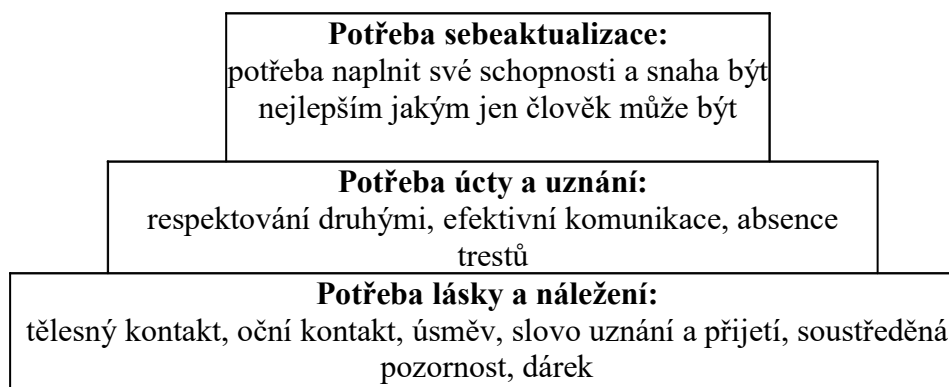 Potřeba sebeaktualizace:
potřeba naplnit své schopnosti a snaha být
nejlepším jakým jen člověk může být
Potřeba úcty a uznání:
respektování druhými, efektivní komunikace, absence
trestů
Potřeba lásky a náležení:
tělesný kontakt, oční kontakt, úsměv, slovo uznání a přijetí, soustředěná
pozornost, dárek